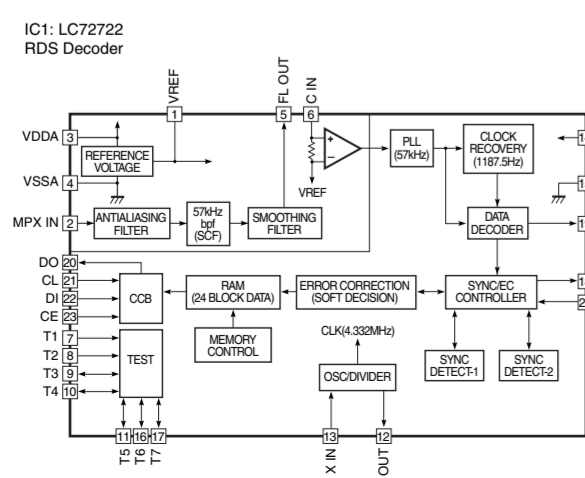 IC1: LC72722
RDS Decoder
VREF
FL OUT
C IN
1
5
6
VDDA 3
REFERENCE
VOLTAGE
VSSA 4
+
−
VREF
PLL
(57kHz)
CLOCK
RECOVERY
(1187.5Hz)
MPX IN 2
ANTIALIASING
FILTER
57kHz
bpf
(SCF)
SMOOTHING
FILTER
DATA
DECODER
DO 20
CL 21
DI 22
CE 23
CCB
RAM
(24 BLOCK DATA)
ERROR CORRECTION
(SOFT DECISION)
SYNC/EC
CONTROLLER
T1 7
T2 8
T3 9
T4 10
TEST
MEMORY
CONTROL
CLK(4.332MHz)
OSC/DIVIDER
SYNC
DETECT-1
SYNC
DETECT-2
11 16 17
13
12
T5
T6
T7
X IN
OUT